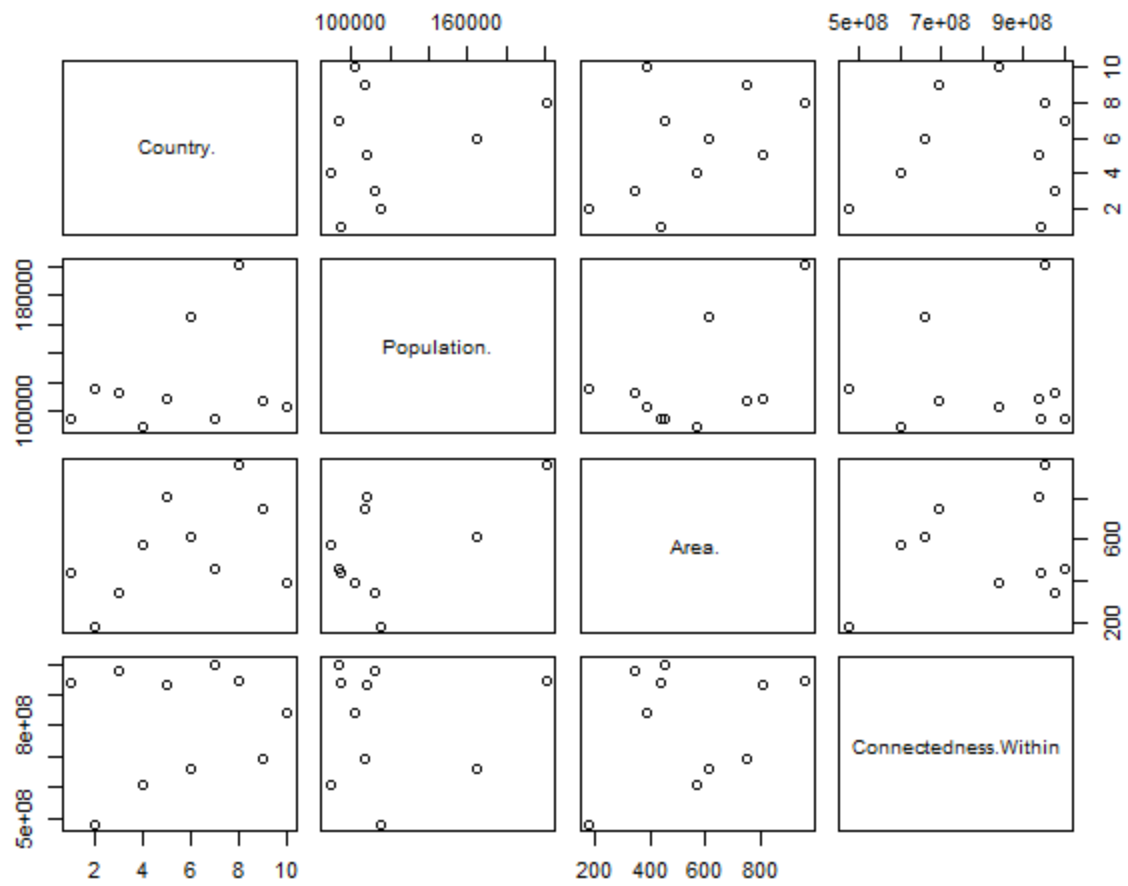 100000 160000 5e+08 7e+08 9e+08
Country.
10
8
6
4
2
180000
100000
Population.
Area.
600
200
8e+08
5e+08
Connectedness.Within
2 4 6 8 10 200 400 600 800